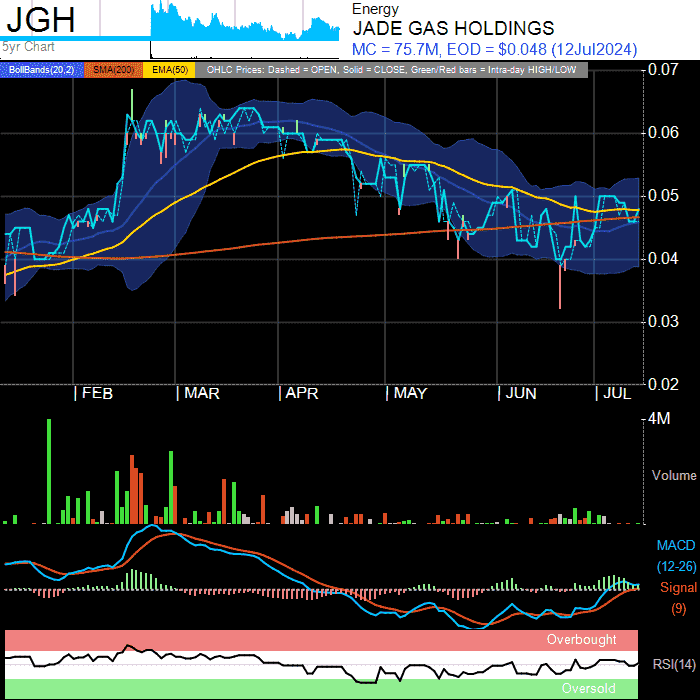 JGH
5yr Chart
Energy
JADE GAS HOLDINGS
MC = 75.7M, EOD = $0.048 (12Jul2024)
BollBands(20,2) SMA(200) EMA(50) OHLC Prices: Dashed = OPEN, Solid = CLOSE, Green/Red bars = Intra-day HIGH/LOW
0.07
0.06
0.05
0.04
0.03
0.02
| FEB | MAR | APR | MAY | JUN | JUL
4M
Volume
MACD
(12-26)
Signal
(9)
Overbought
RSI(14)
Oversold